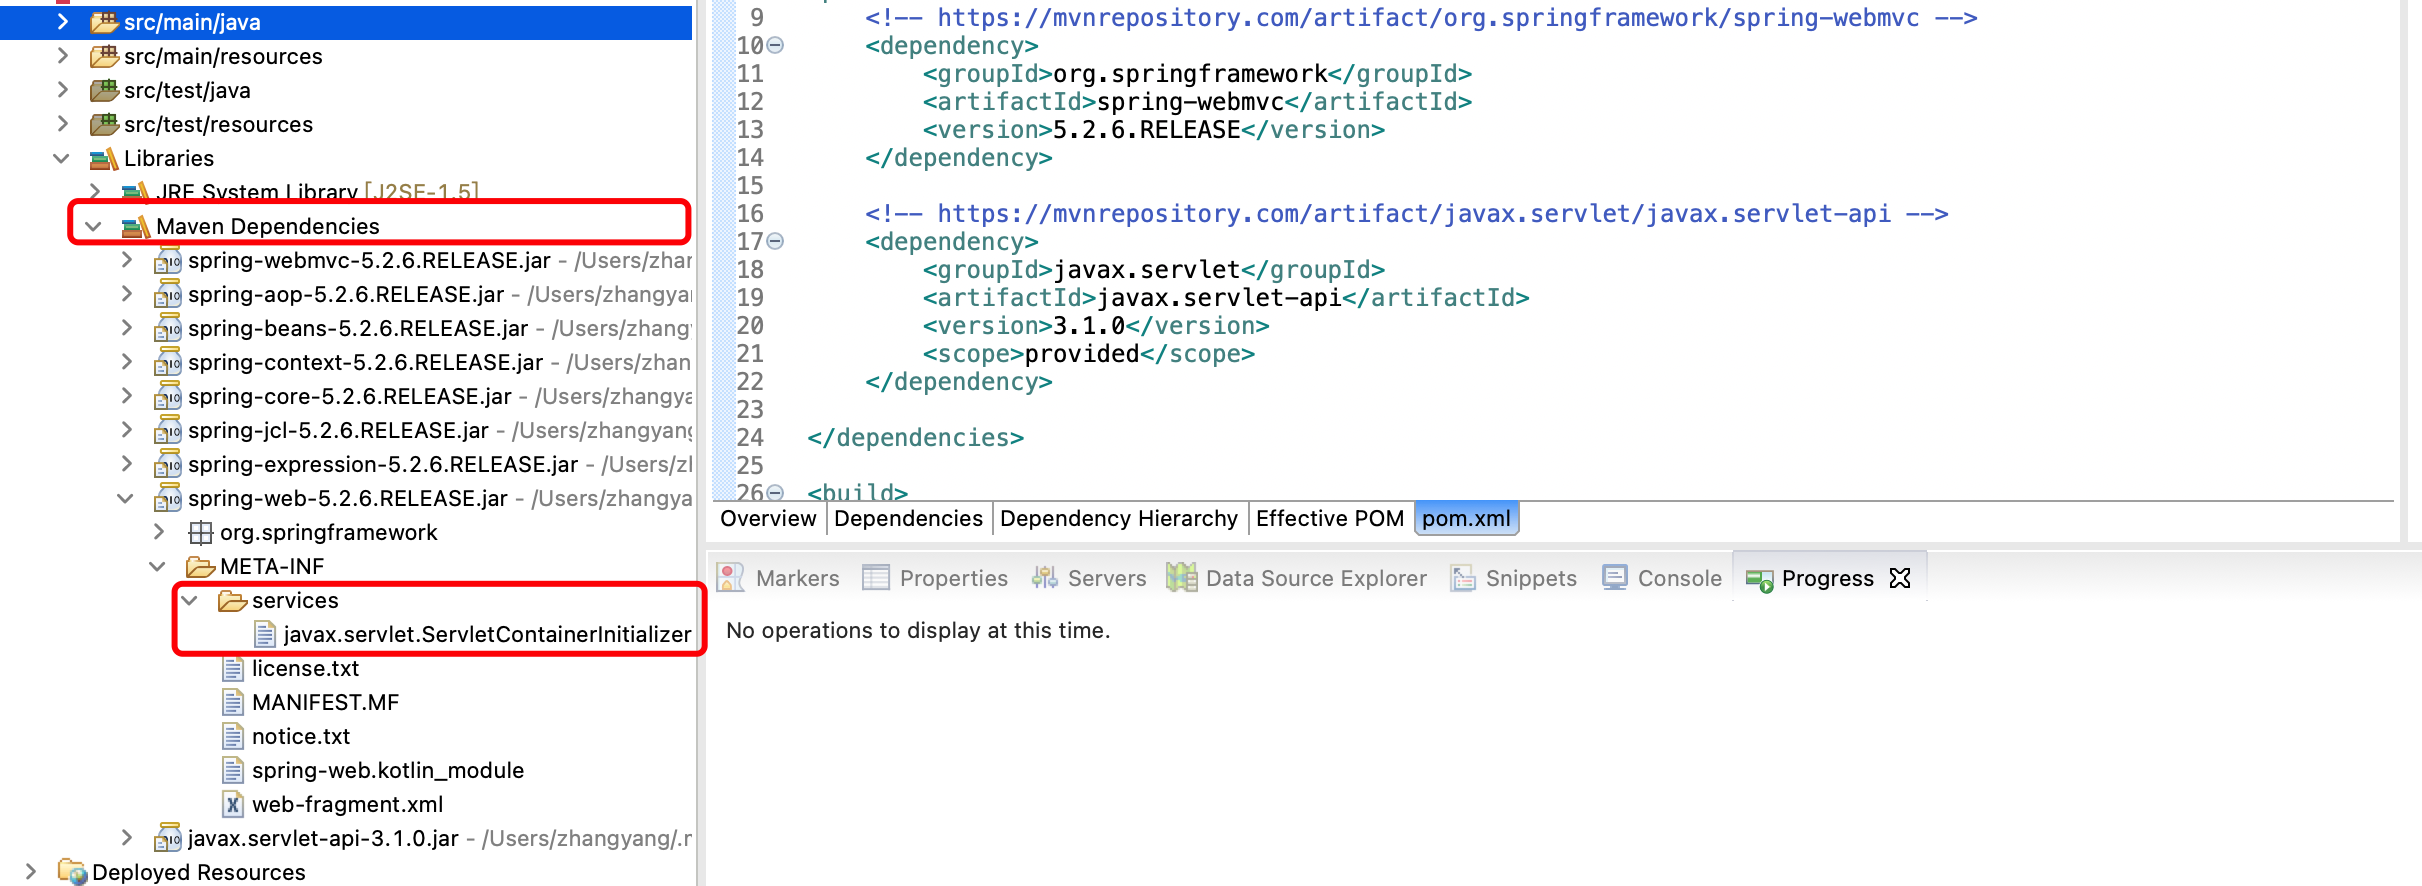 src/main/java
src/main/resources
src/test/java
src/test/resources
Libraries
JRE System Library [J2SE-1.5]
Maven Dependencies
spring-webmvc-5.2.6.RELEASE.jar - /Users/zhan
spring-aop-5.2.6.RELEASE.jar - /Users/zhangyan
spring-beans-5.2.6.RELEASE.jar - /Users/zhangy
spring-context-5.2.6.RELEASE.jar - /Users/zhan
spring-core-5.2.6.RELEASE.jar - /Users/zhangya
spring-jcl-5.2.6.RELEASE.jar - /Users/zhangyang
spring-expression-5.2.6.RELEASE.jar - /Users/zh
spring-web-5.2.6.RELEASE.jar - /Users/zhangya
org.springframework
META-INF
services
javax.servlet.ServletContainerInitializer
license.txt
MANIFEST.MF
notice.txt
spring-web.kotlin_module
web-fragment.xml
javax.servlet-api-3.1.0.jar - /Users/zhangyang/.m
Deployed Resources
9 <!-- https://mvnrepository.com/artifact/org.springframework/spring-webmvc -->
10 <dependency>
11 <groupId>org.springframework</groupId>
12 <artifactId>spring-webmvc</artifactId>
13 <version>5.2.6.RELEASE</version>
14 </dependency>
15
16 <!-- https://mvnrepository.com/artifact/javax.servlet/javax.servlet-api -->
17 <dependency>
18 <groupId>javax.servlet</groupId>
19 <artifactId>javax.servlet-api</artifactId>
20 <version>3.1.0</version>
21 <scope>provided</scope>
22 </dependency>
23
24 </dependencies>
25
26 <build>
Overview Dependencies Dependency Hierarchy Effective POM pom.xml
Markers Properties Servers Data Source Explorer Snippets Console Progress
No operations to display at this time.